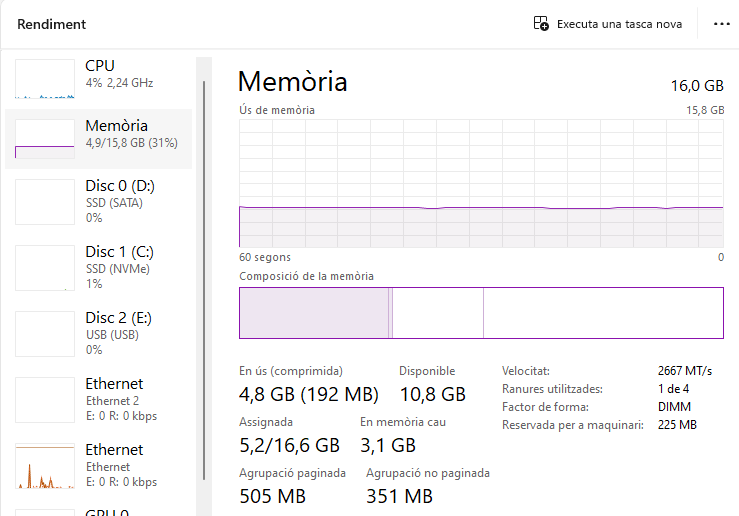 Rendiment
Executa una tasca nova
CPU
4% 2,24 GHz
Memòria
4,9/15,8 GB (31%)
Disc 0 (D:)
SSD (SATA)
0%
Disc 1 (C:)
SSD (NVMe)
1%
Disc 2 (E:)
USB (USB)
0%
Ethernet
Ethernet 2
E: 0 R: 0 kbps
Ethernet
Ethernet
E: 0 R: 0 kbps
GPU 0
Memòria
16,0 GB
Ús de memòria
15,8 GB
60 segons
0
Composició de la memòria
En ús (comprimida)
4,8 GB (192 MB)
Disponible
10,8 GB
Assignada
5,2/16,6 GB
En memòria cau
3,1 GB
Agrupació paginada
505 MB
Agrupació no paginada
351 MB
Velocitat: 2667 MT/s
Ranures utilitzades: 1 de 4
Factor de forma: DIMM
Reservada per a maquinari: 225 MB